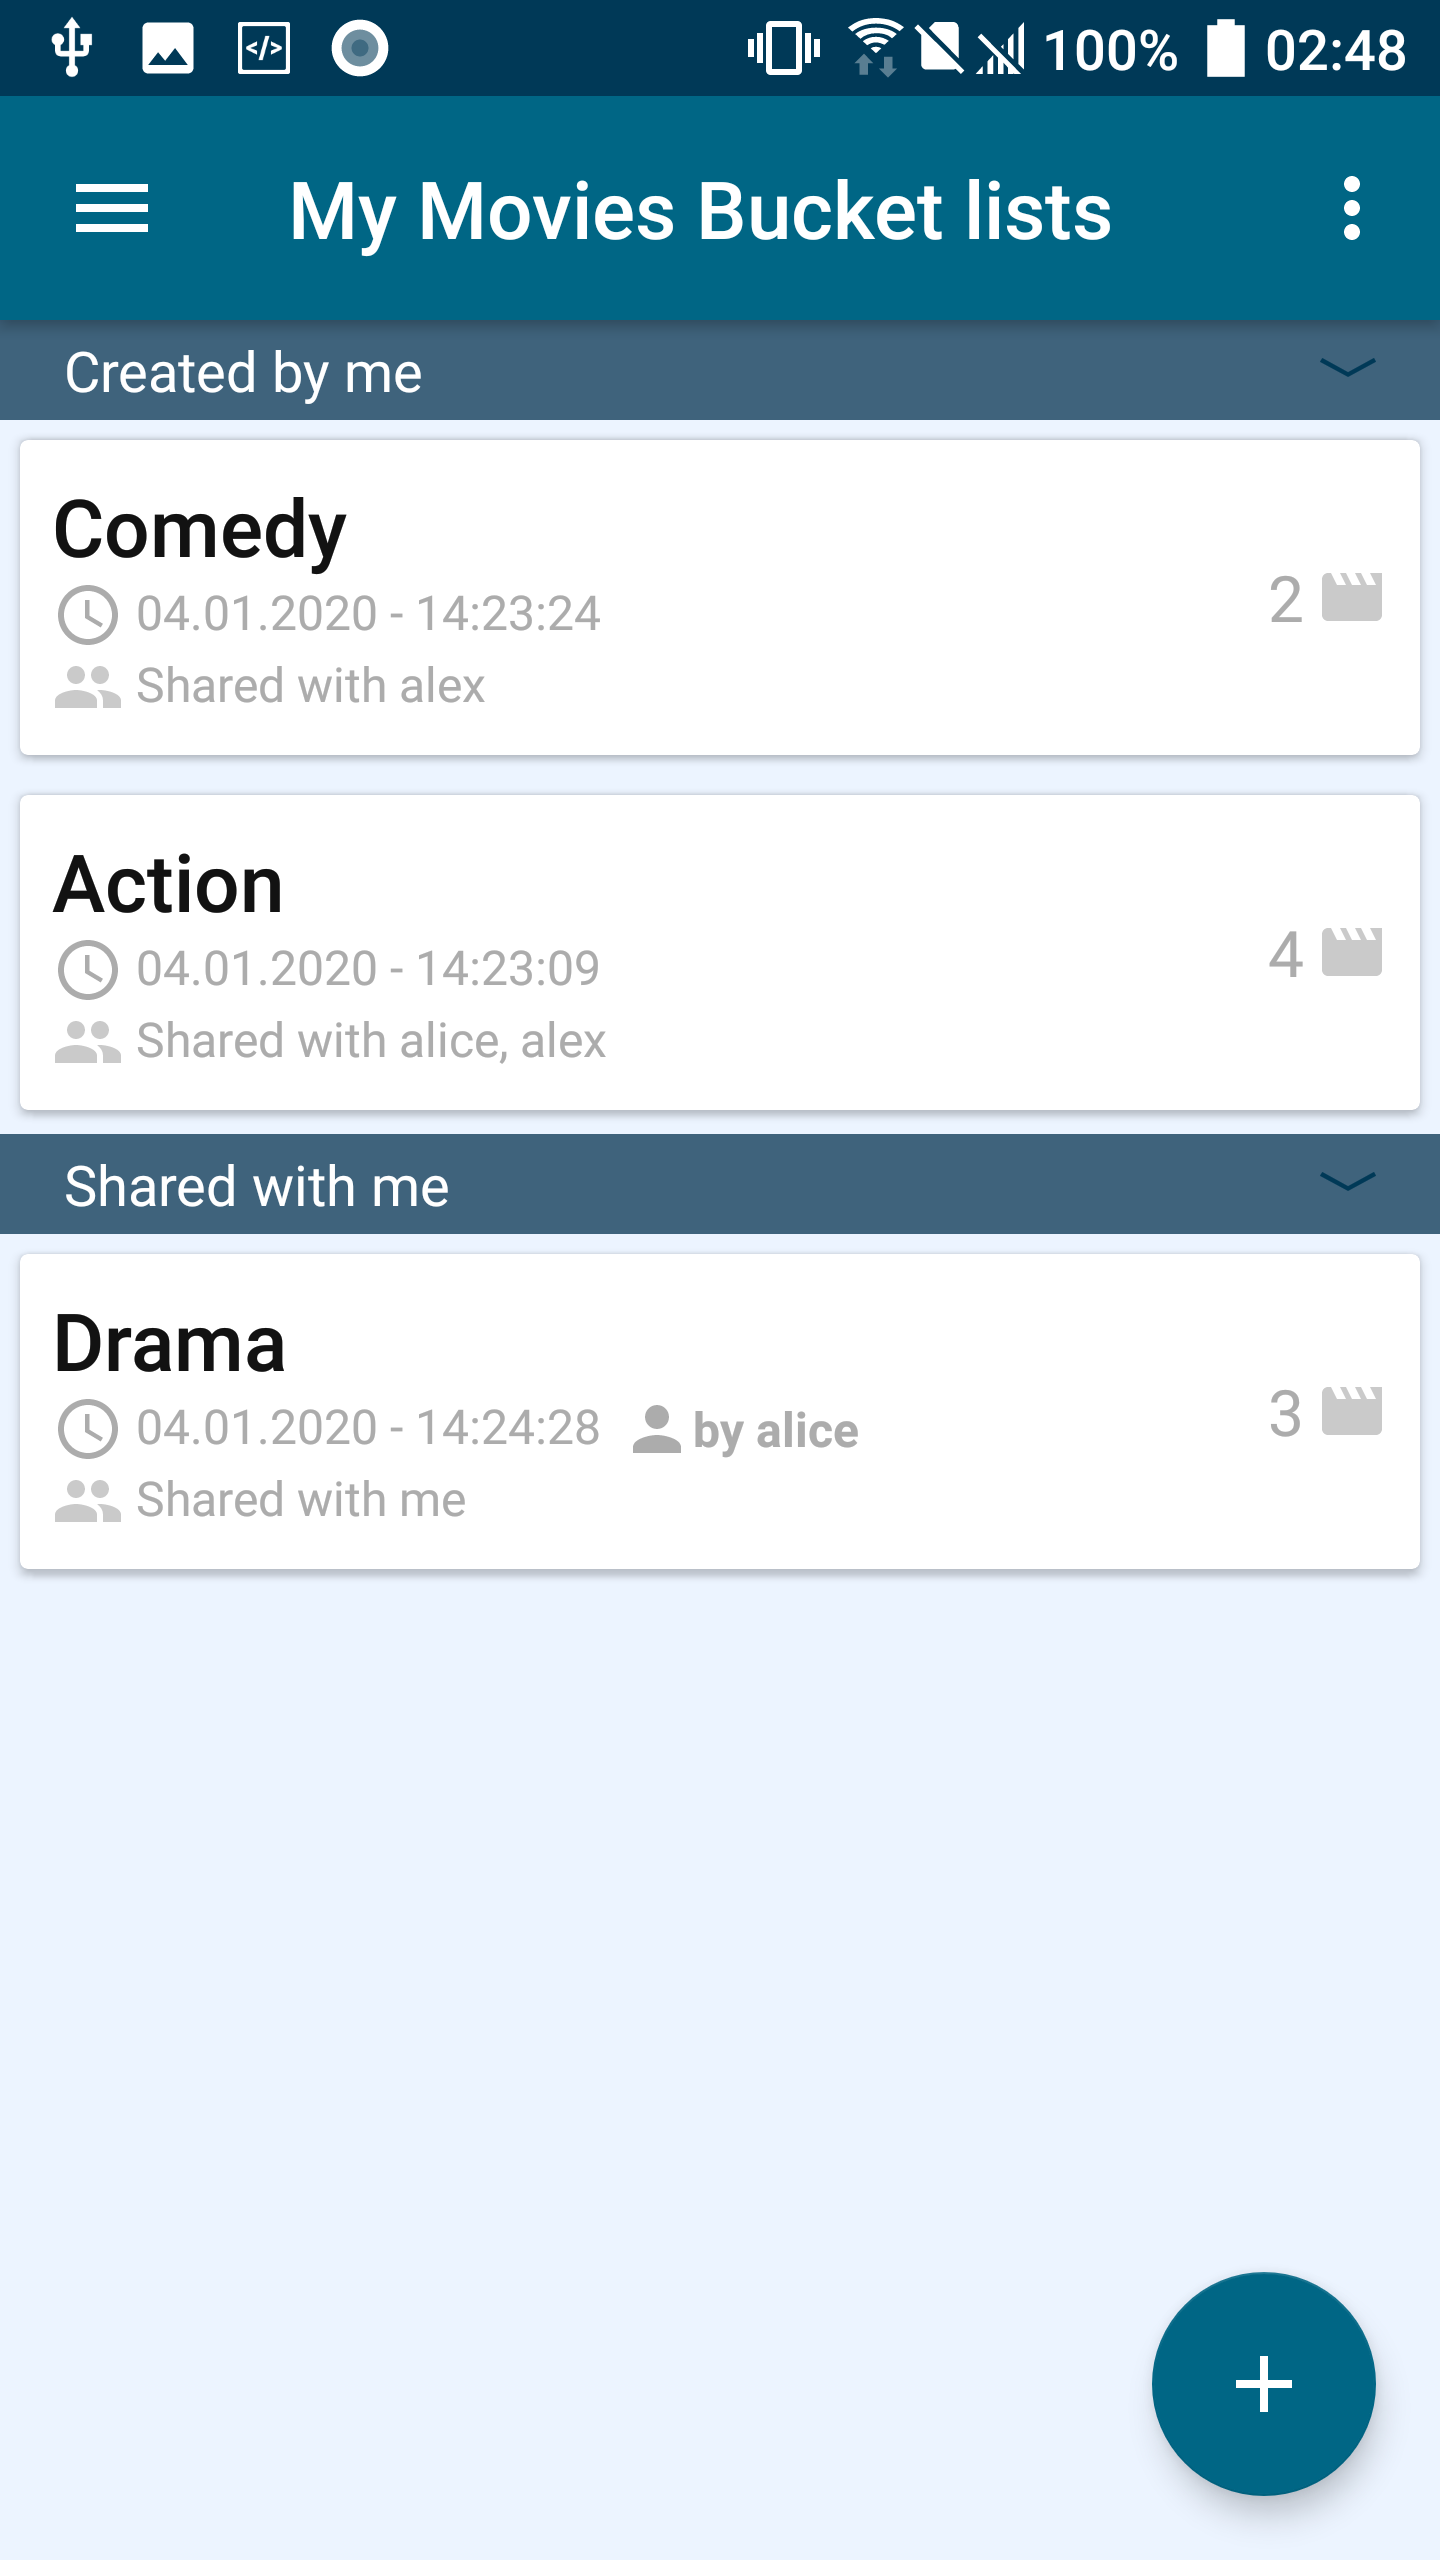 100% 02:48
My Movies Bucket lists
Created by me
Comedy
04.01.2020 - 14:23:24
2
Shared with alex
Action
04.01.2020 - 14:23:09
4
Shared with alice, alex
Shared with me
Drama
04.01.2020 - 14:24:28 by alice
3
Shared with me